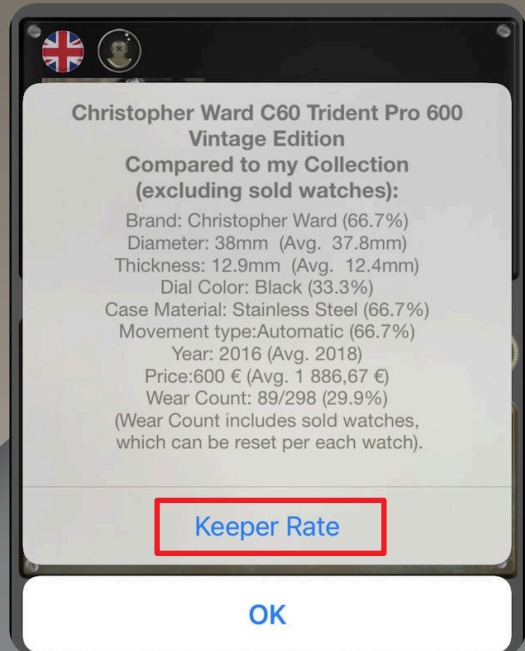 Christopher Ward C60 Trident Pro 600
Vintage Edition
Compared to my Collection
(excluding sold watches):
Brand: Christopher Ward (66.7%)
Diameter: 38mm  (Avg.  37.8mm)
Thickness: 12.9mm  (Avg.  12.4mm)
Dial Color: Black (33.3%)
Case Material: Stainless Steel (66.7%)
Movement type:Automatic (66.7%)
Year: 2016 (Avg. 2018)
Price:600 € (Avg. 1 886,67 €)
Wear Count: 89/298 (29.9%)
(Wear Count includes sold watches,
which can be reset per each watch).
Keeper Rate
OK